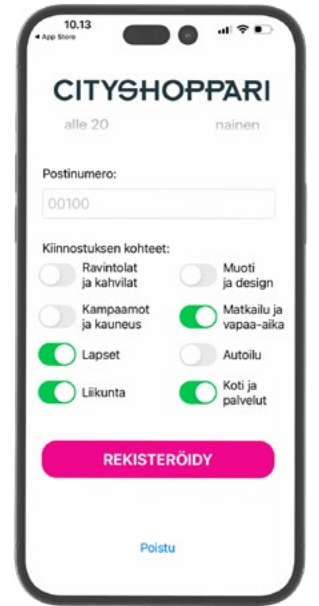 10.13
App Store
CITYSHOPPARI
alle 20 nainen
Postinumero:
00100
Kiinnostuksen kohteet:
Ravintolat
ja kahvilat
Muoti
ja design
Kampaamot
ja kauneus
Matkailu ja
vapaa-aika
Lapset
Autoilu
Liikunta
Koti ja
palvelut
REKISTERÖIDY
Poistu